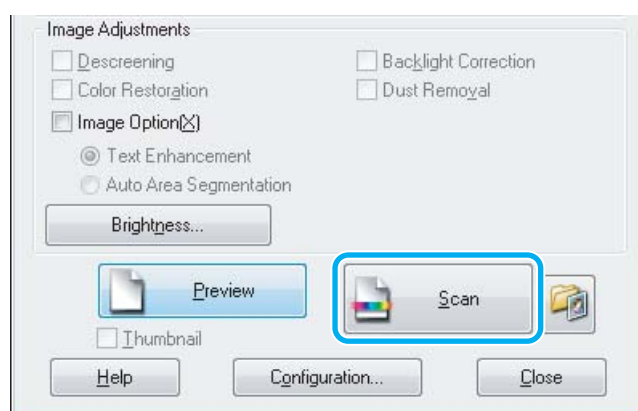 Image Adjustments
Descreening
Backlight Correction
Color Restoration
Dust Removal
Image Option(X)
Text Enhancement
Auto Area Segmentation
Brightness...
Preview
Scan
Thumbnail
Help
Configuration...
Close